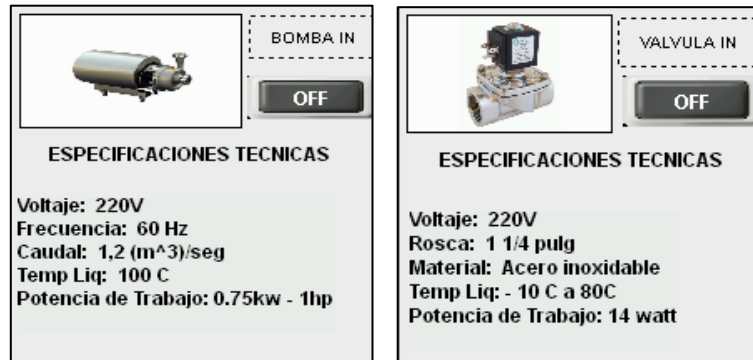 BOMBA IN
OFF
ESPECIFICACIONES TECNICAS
Voltaje: 220V
Frecuencia: 60 Hz
Caudal: 1,2 (m^3)/seg
Temp Liq: 100 C
Potencia de Trabajo: 0.75kw - 1hp
VALVULA IN
OFF
ESPECIFICACIONES TECNICAS
Voltaje: 220V
Rosca: 1 1/4 pulg
Material: Acero inoxidable
Temp Liq: - 10 C a 80C
Potencia de Trabajo: 14 watt